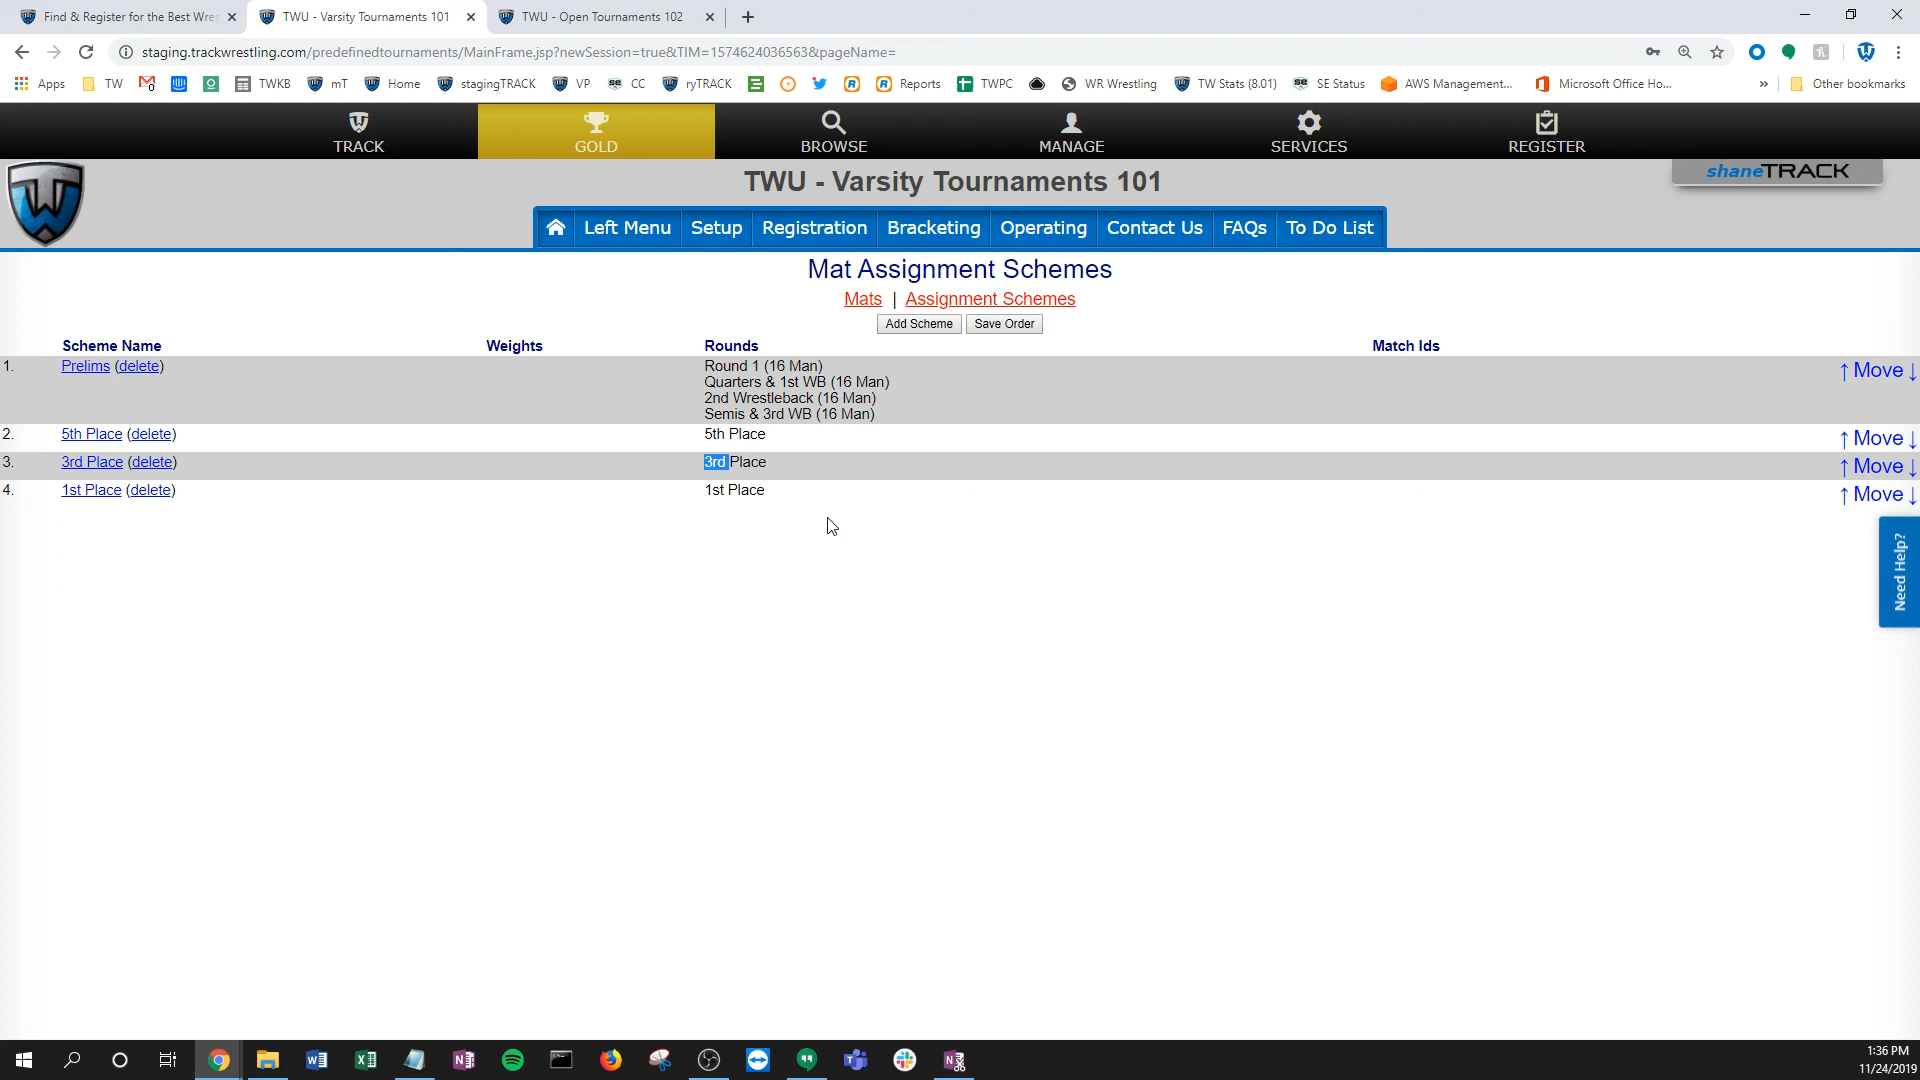 Find & Register for the Best Wres
TWU - Varsity Tournaments 101
TWU - Open Tournaments 102
staging.trackwrestling.com/predefinedtournaments/MainFrame.jsp?newSession=true&TIM=1574624036563&pageName=
Apps TW TWKB mT Home stagingTRACK VP CC ryTRACK Reports TWPC WR Wrestling TW Stats (8.01) SE Status AWS Management... Microsoft Office Ho... » Other bookmarks
TRACK GOLD BROWSE MANAGE SERVICES REGISTER
TWU - Varsity Tournaments 101
shaneTRACK
Left Menu Setup Registration Bracketing Operating Contact Us FAQs To Do List
Mat Assignment Schemes
Mats | Assignment Schemes
Add Scheme Save Order
Scheme Name Weights Rounds Match Ids
1. Prelims (delete) Round 1 (16 Man) ↑ Move ↓
Quarters & 1st WB (16 Man)
2nd Wrestleback (16 Man)
Semis & 3rd WB (16 Man)
2. 5th Place (delete) 5th Place ↑ Move ↓
3. 3rd Place (delete) 3rd Place ↑ Move ↓
4. 1st Place (delete) 1st Place ↑ Move ↓
Need Help?
1:36 PM
11/24/2019